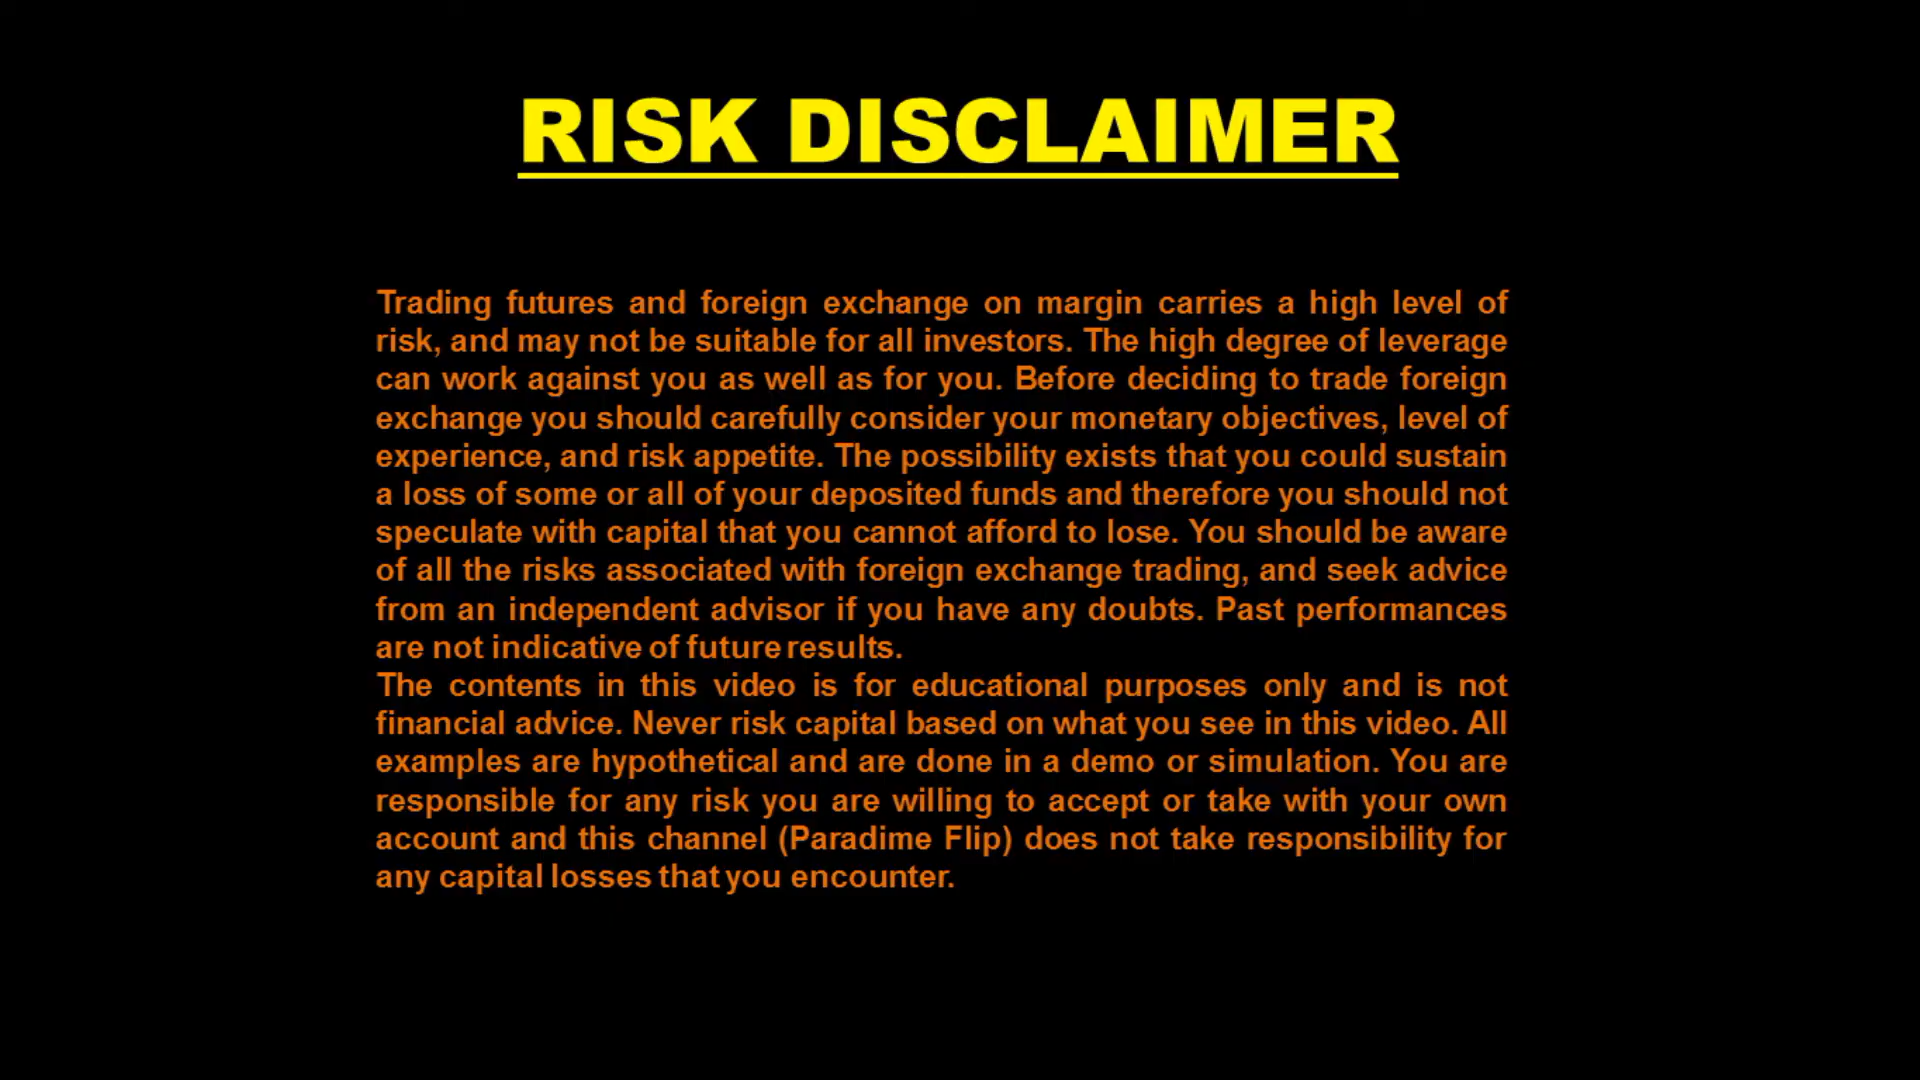 RISK DISCLAIMER
Trading futures and foreign exchange on margin carries a high level of
risk, and may not be suitable for all investors. The high degree of leverage
can work against you as well as for you. Before deciding to trade foreign
exchange you should carefully consider your monetary objectives, level of
experience, and risk appetite. The possibility exists that you could sustain
a loss of some or all of your deposited funds and therefore you should not
speculate with capital that you cannot afford to lose. You should be aware
of all the risks associated with foreign exchange trading, and seek advice
from an independent advisor if you have any doubts. Past performances
are not indicative of future results.
The contents in this video is for educational purposes only and is not
financial advice. Never risk capital based on what you see in this video. All
examples are hypothetical and are done in a demo or simulation. You are
responsible for any risk you are willing to accept or take with your own
account and this channel (Paradime Flip) does not take responsibility for
any capital losses that you encounter.